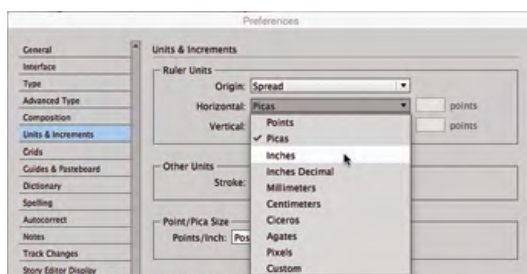 Preferences
General
Interface
Type
Advanced Type
Composition
Units & Increments
Grids
Guides & Pasteboard
Dictionary
Spelling
Autocorrect
Notes
Track Changes
Story Editor Display
Units & Increments
Ruler Units
Origin: Spread
Horizontal: Picas points
Vertical: points
Points
✓ Picas
Inches
Inches Decimal
Millimeters
Centimeters
Ciceros
Agates
Pixels
Custom
Other Units
Stroke:
Point/Pica Size
Points/Inch: Pos